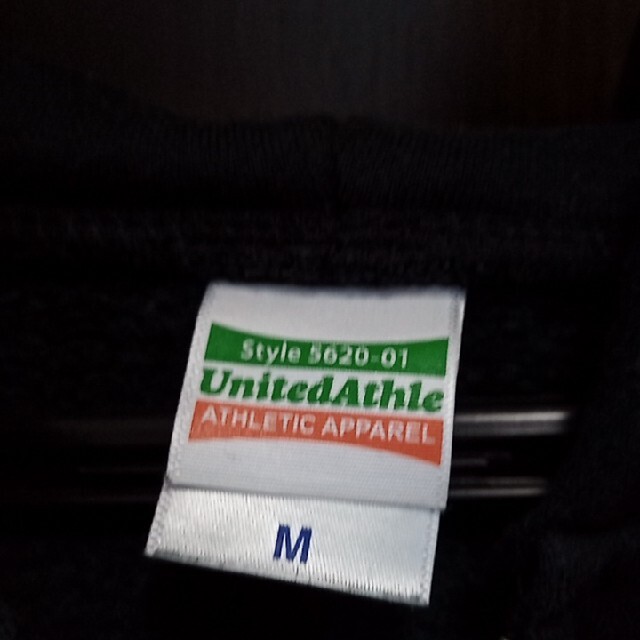 Style 5620-01
UnitedAthle
ATHLETIC APPAREL
M